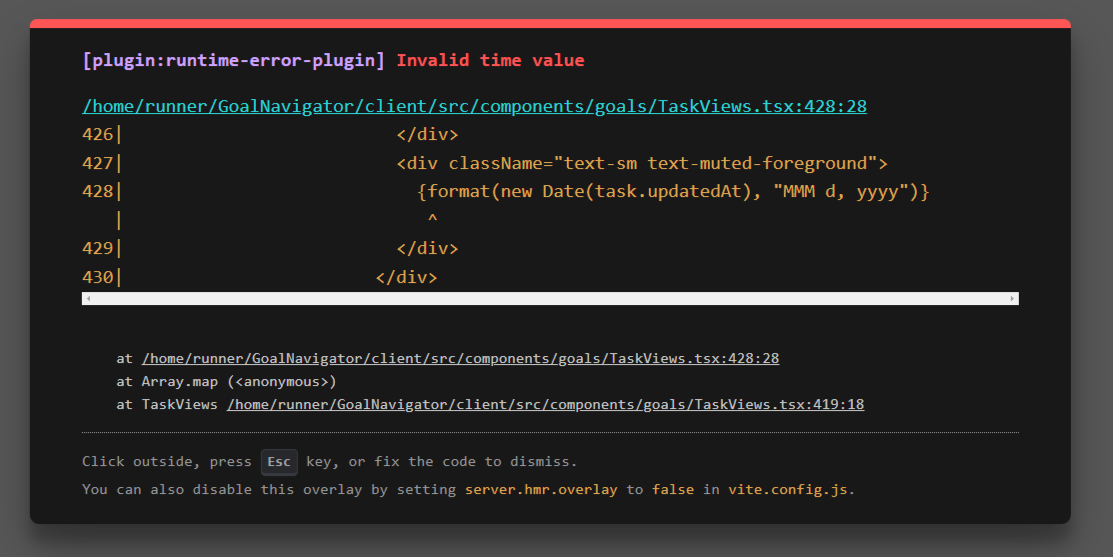 [plugin:runtime-error-plugin] Invalid time value
/home/runner/GoalNavigator/client/src/components/goals/TaskViews.tsx:428:28
426|                          </div>
427|                          <div className="text-sm text-muted-foreground">
428|                            {format(new Date(task.updatedAt), "MMM d, yyyy")}
   |                             ^
429|                          </div>
430|                        </div>
at /home/runner/GoalNavigator/client/src/components/goals/TaskViews.tsx:428:28
at Array.map (<anonymous>)
at TaskViews /home/runner/GoalNavigator/client/src/components/goals/TaskViews.tsx:419:18
Click outside, press Esc key, or fix the code to dismiss.
You can also disable this overlay by setting server.hmr.overlay to false in vite.config.js.